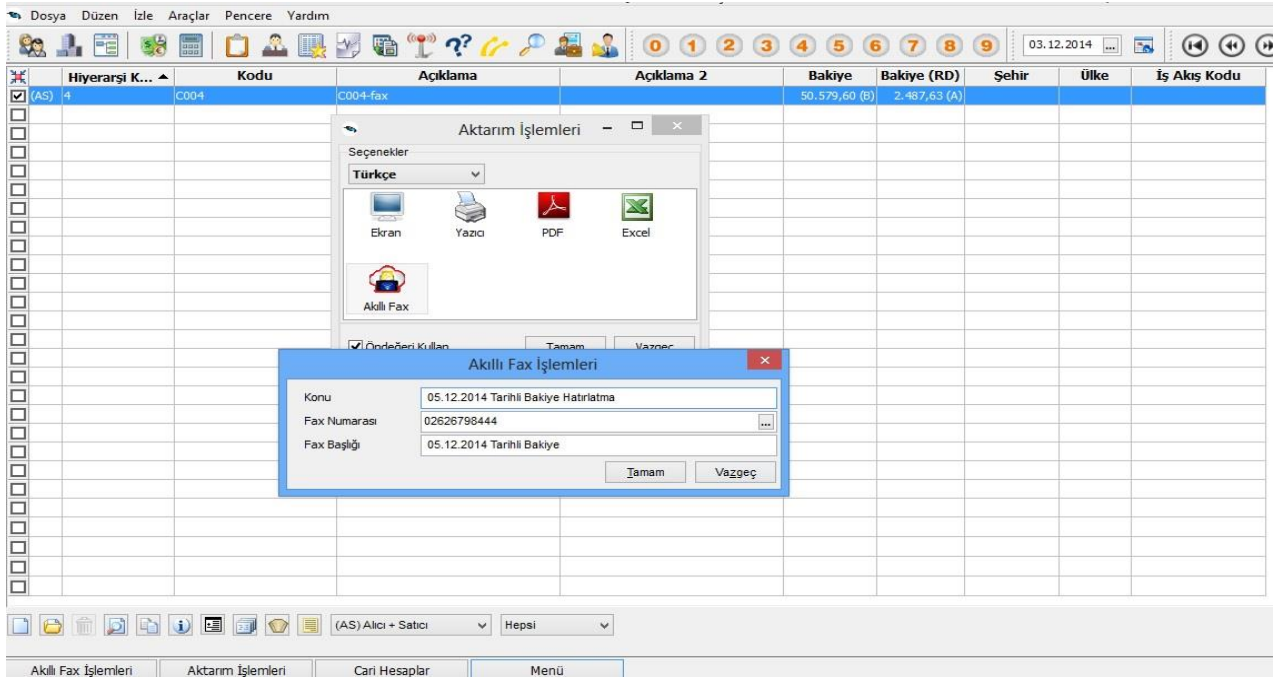 Dosya Düzen İzle Araçlar Pencere Yardım
0 1 2 3 4 5 6 7 8 9 03.12.2014 ...
Hiyerarşi K... Kodu Açıklama Açıklama 2 Bakiye Bakiye (RD) Şehir Ülke İş Akış Kodu
(AS) 4 C004 C004-fax 50.579,60 (B) 2.487,63 (A)
Aktarım İşlemleri
Seçenekler
Türkçe
Ekran Yazıcı PDF Excel
Akıllı Fax
Öndeğeri Kullan Tamam Vazgeç
Akıllı Fax İşlemleri
Konu 05.12.2014 Tarihli Bakiye Hatırlatma
Fax Numarası 02626798444 ...
Fax Başlığı 05.12.2014 Tarihli Bakiye
Tamam Vazgeç
(AS) Alıcı + Satıcı Hepsi
Akıllı Fax İşlemleri Aktarım İşlemleri Cari Hesaplar Menü